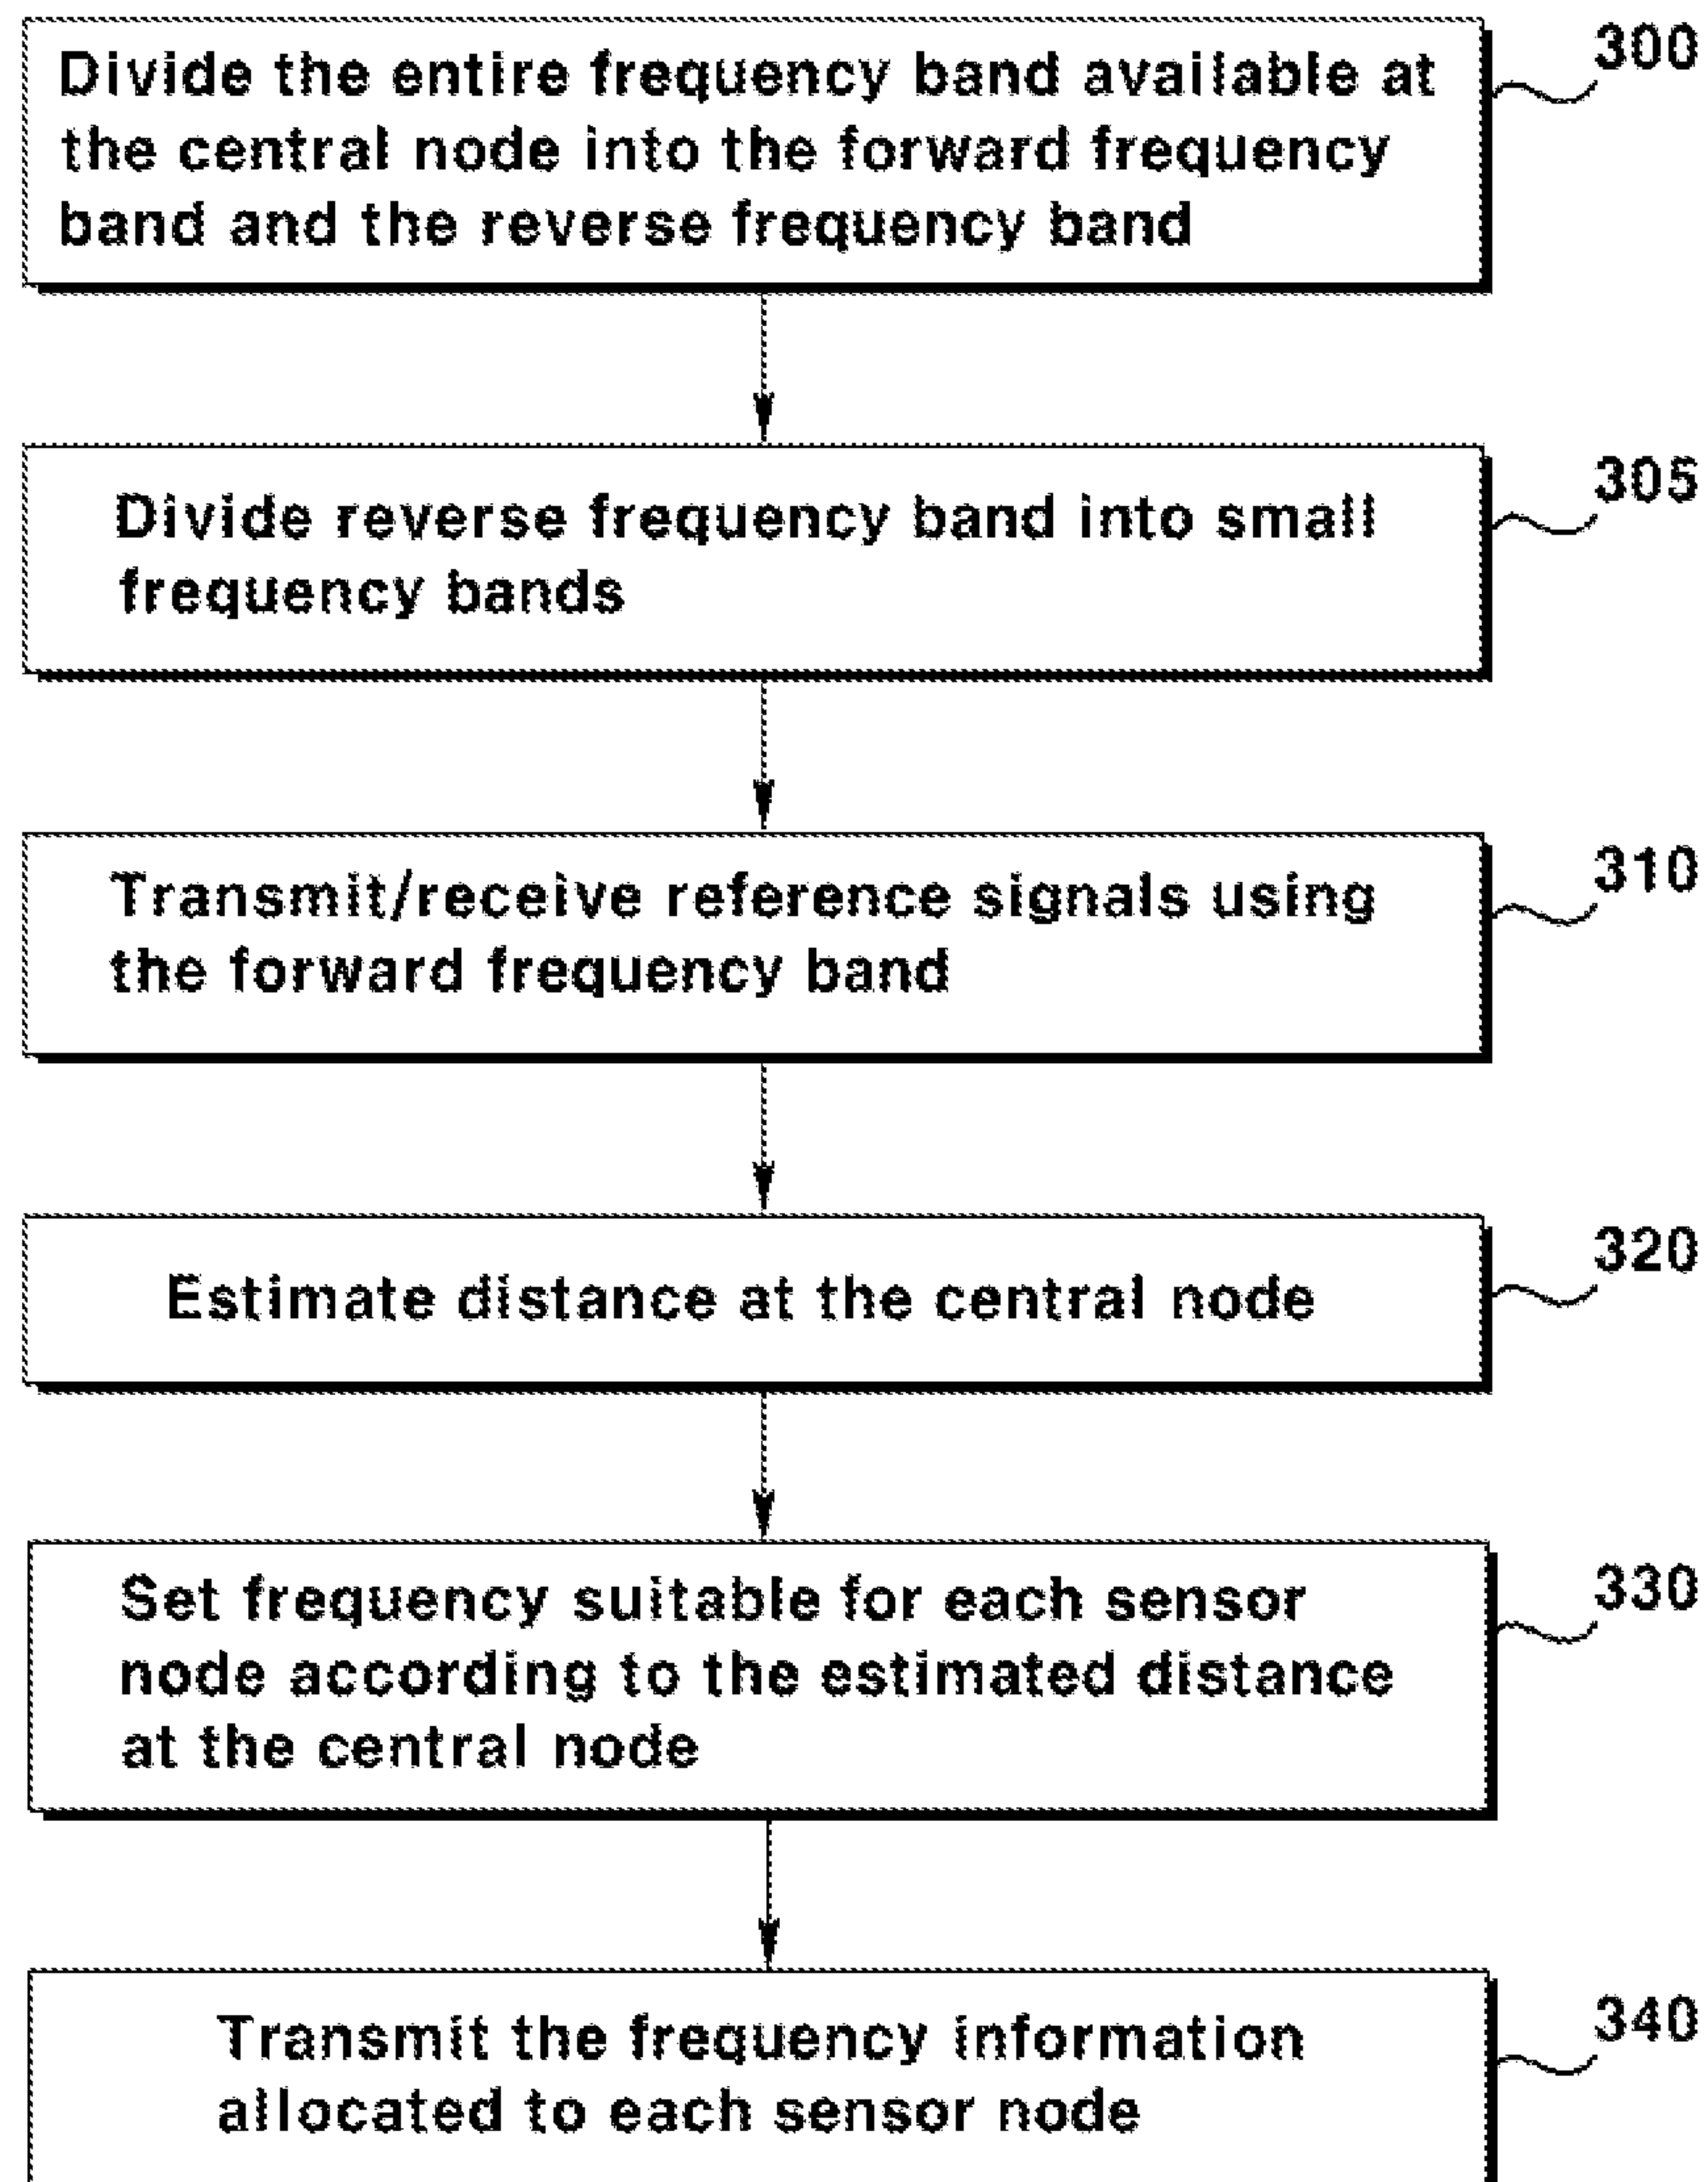 Divide the entire frequency band available at
the central node into the forward frequency
band and the reverse frequency band
300
Divide reverse frequency band into small
frequency bands
305
Transmit/receive reference signals using
the forward frequency band
310
Estimate distance at the central node
320
Set frequency suitable for each sensor
node according to the estimated distance
at the central node
330
Transmit the frequency information
allocated to each sensor node
340